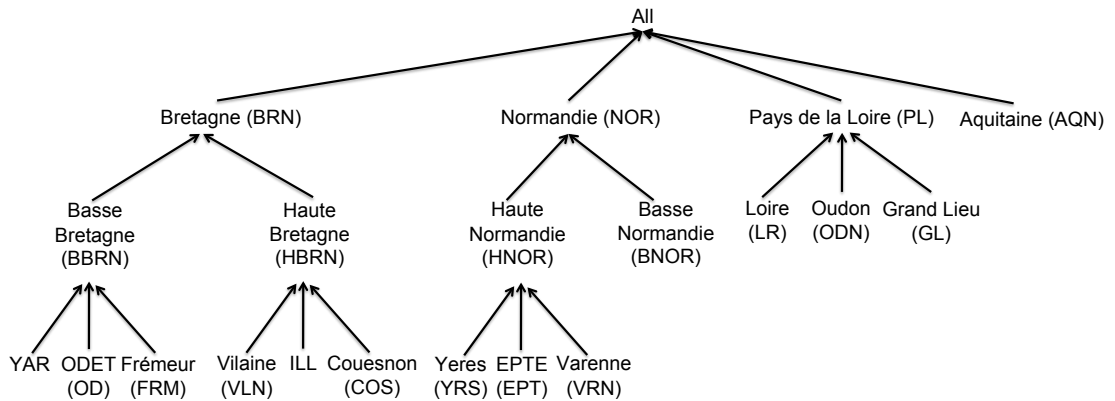 All
Bretagne (BRN)
Normandie (NOR)
Pays de la Loire (PL)
Aquitaine (AQN)
Basse
Bretagne
(BBRN)
Haute
Bretagne
(HBRN)
Haute
Normandie
(HNOR)
Basse
Normandie
(BNOR)
Loire
(LR)
Oudon
(ODN)
Grand Lieu
(GL)
YAR
ODET
(OD)
Frémeur
(FRM)
Vilaine
(VLN)
ILL
Couesnon
(COS)
Yeres
(YRS)
EPTE
(EPT)
Varenne
(VRN)